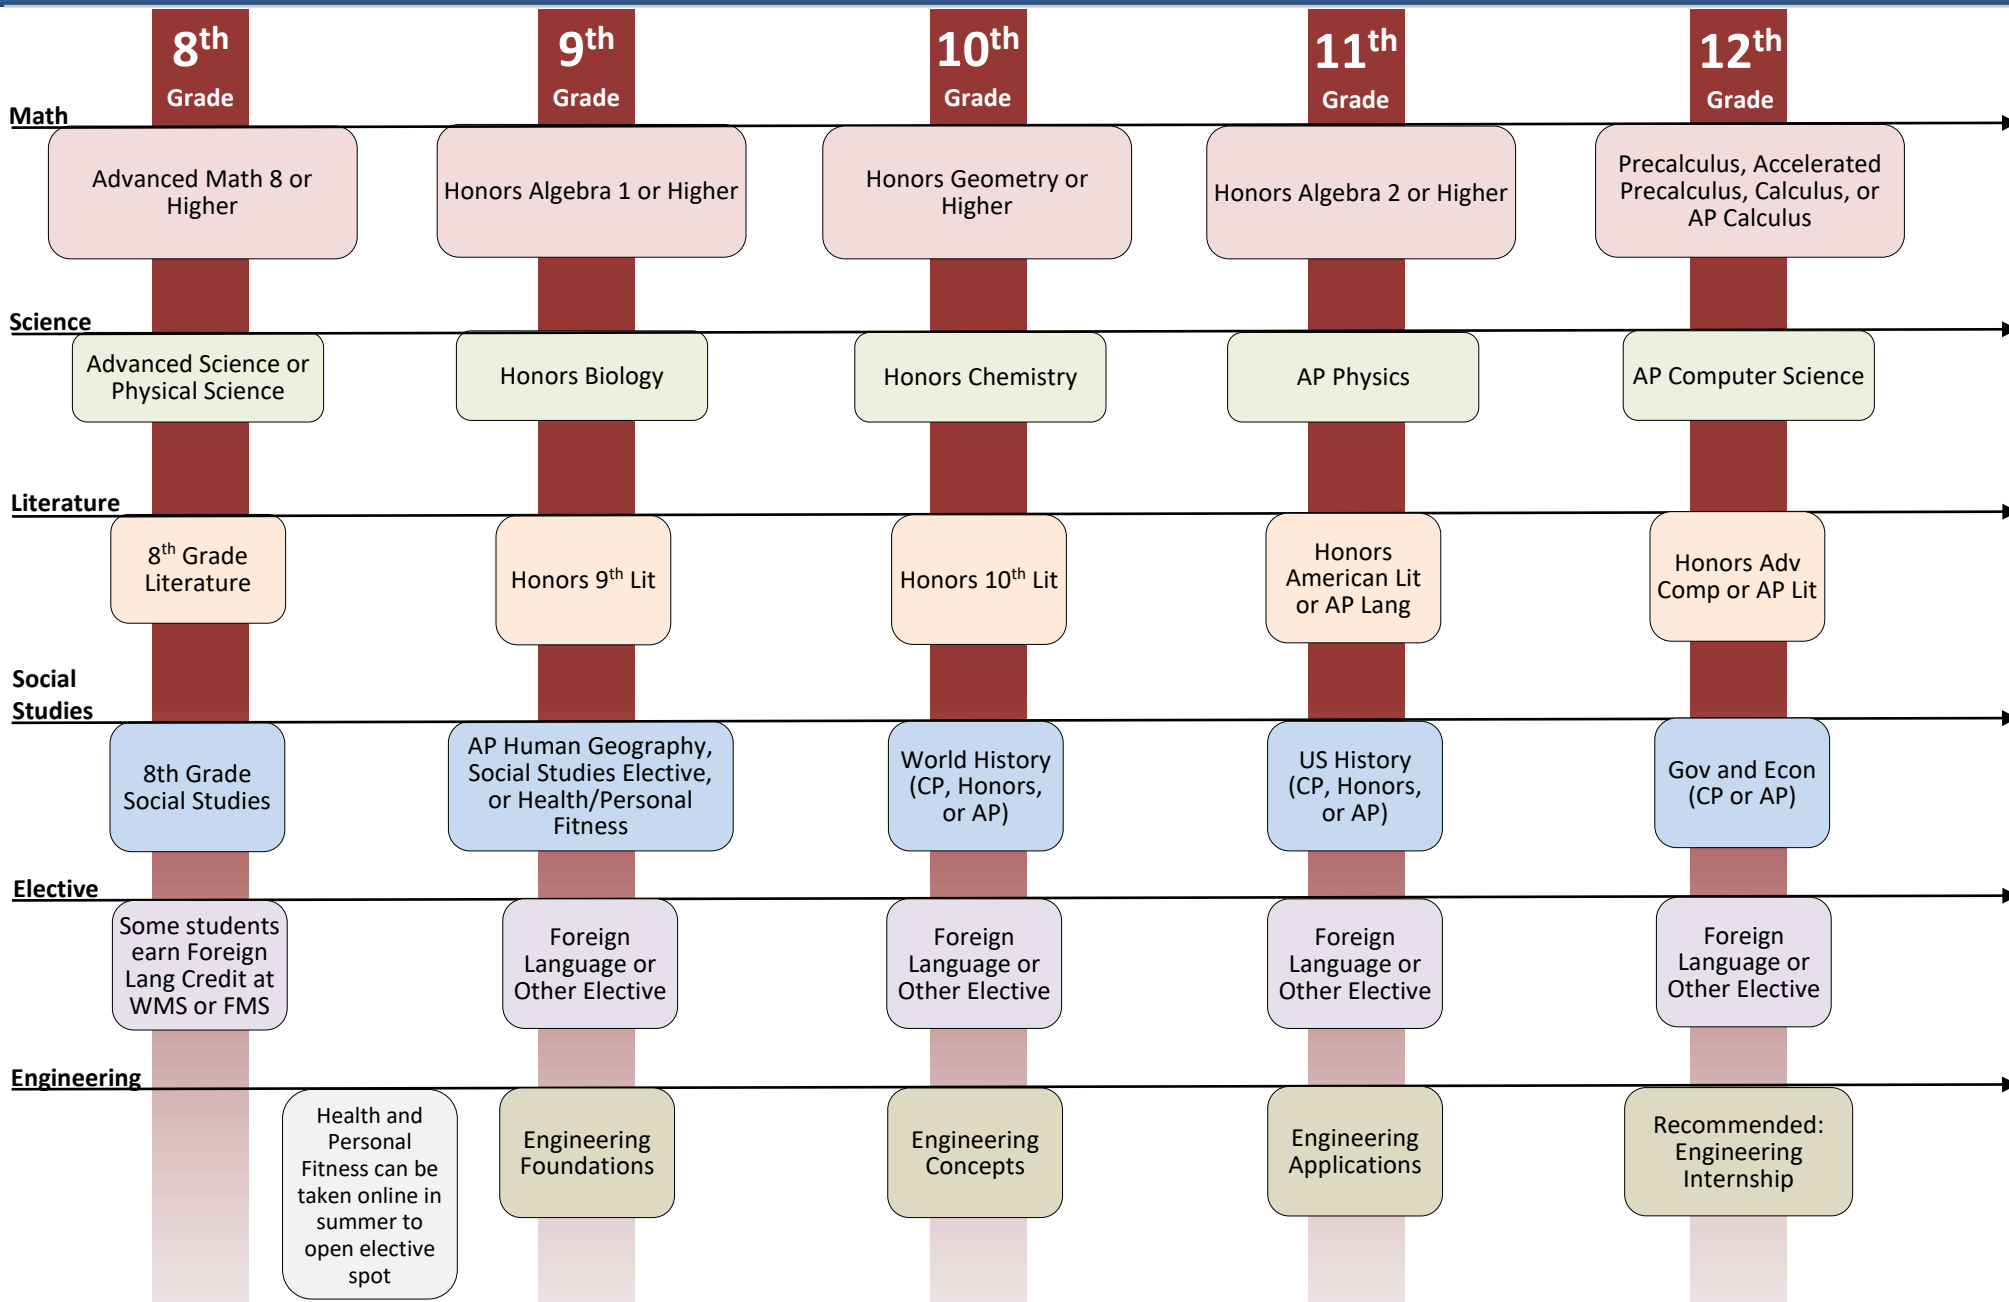 8th
Grade
9th
Grade
10th
Grade
11th
Grade
12th
Grade
Math
Advanced Math 8 or
Higher
Honors Algebra 1 or Higher
Honors Geometry or
Higher
Honors Algebra 2 or Higher
Precalculus, Accelerated
Precalculus, Calculus, or
AP Calculus
Science
Advanced Science or
Physical Science
Honors Biology
Honors Chemistry
AP Physics
AP Computer Science
Literature
8th Grade
Literature
Honors 9th Lit
Honors 10th Lit
Honors
American Lit
or AP Lang
Honors Adv
Comp or AP Lit
Social
Studies
8th Grade
Social Studies
AP Human Geography,
Social Studies Elective,
or Health/Personal
Fitness
World History
(CP, Honors,
or AP)
US History
(CP, Honors,
or AP)
Gov and Econ
(CP or AP)
Elective
Some students
earn Foreign
Lang Credit at
WMS or FMS
Foreign
Language or
Other Elective
Foreign
Language or
Other Elective
Foreign
Language or
Other Elective
Foreign
Language or
Other Elective
Engineering
Health and
Personal
Fitness can be
taken online in
summer to
open elective
spot
Engineering
Foundations
Engineering
Concepts
Engineering
Applications
Recommended:
Engineering
Internship